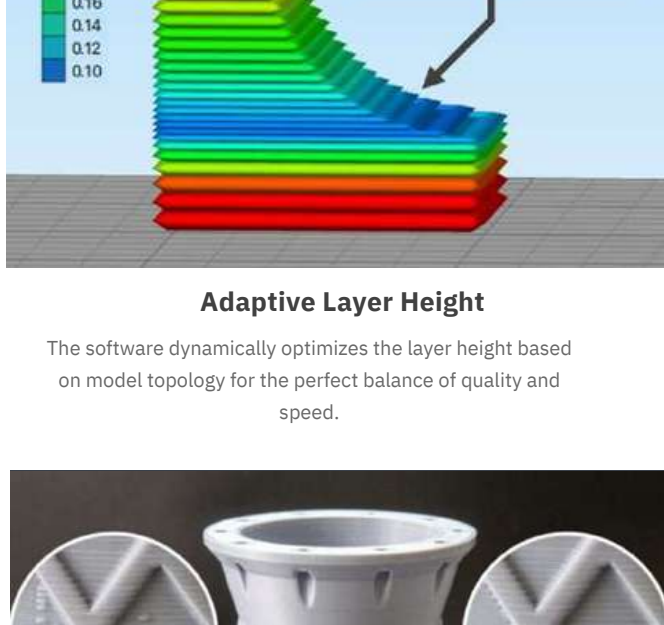 0.16
0.14
0.12
0.10
Adaptive Layer Height
The software dynamically optimizes the layer height based
on model topology for the perfect balance of quality and
speed.